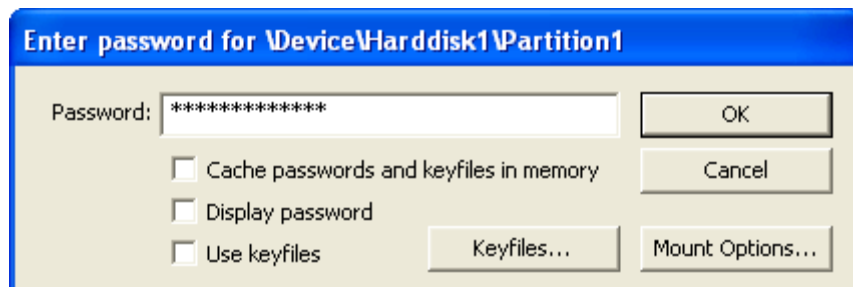 Enter password for \Device\Harddisk1\Partition1
Password: ************* OK
Cache passwords and keyfiles in memory Cancel
Display password
Use keyfiles Keyfiles... Mount Options...